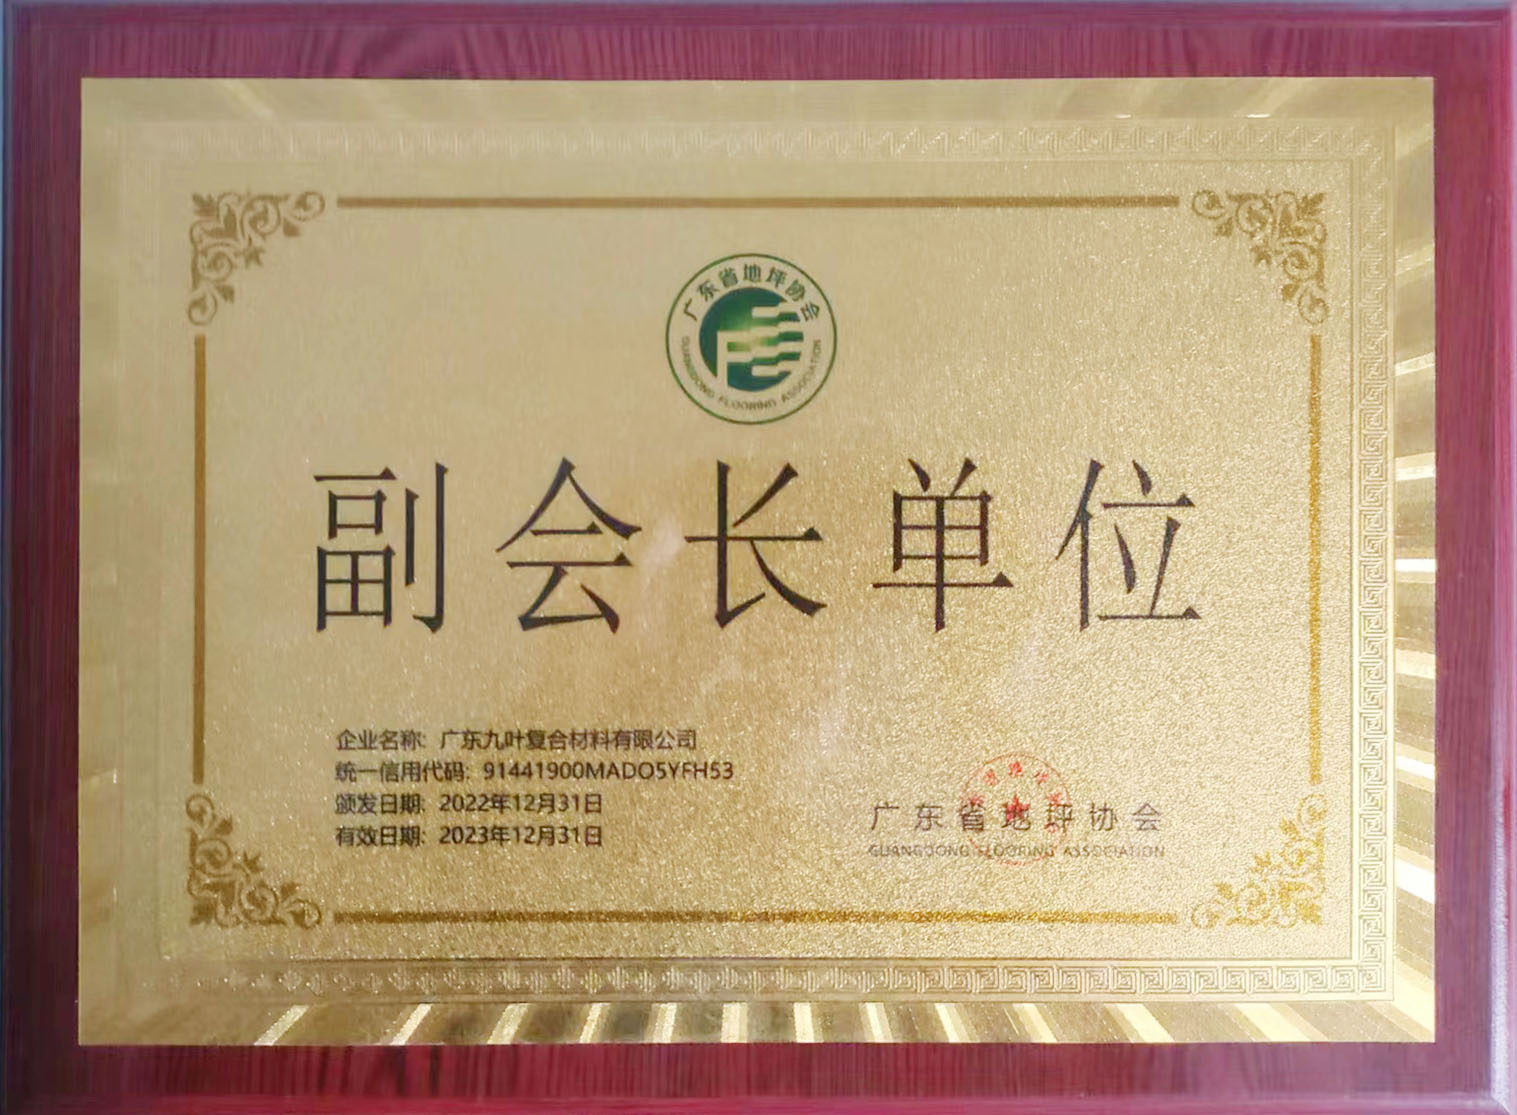 广东省地坪协会
GUANGDONG FLOORING ASSOCIATION
副会长单位
企业名称: 广东九叶复合材料有限公司
统一信用代码: 91441900MADO5YFH53
颁发日期: 2022年12月31日
有效日期: 2023年12月31日
广东省地坪协会
GUANGDONG FLOORING ASSOCIATION